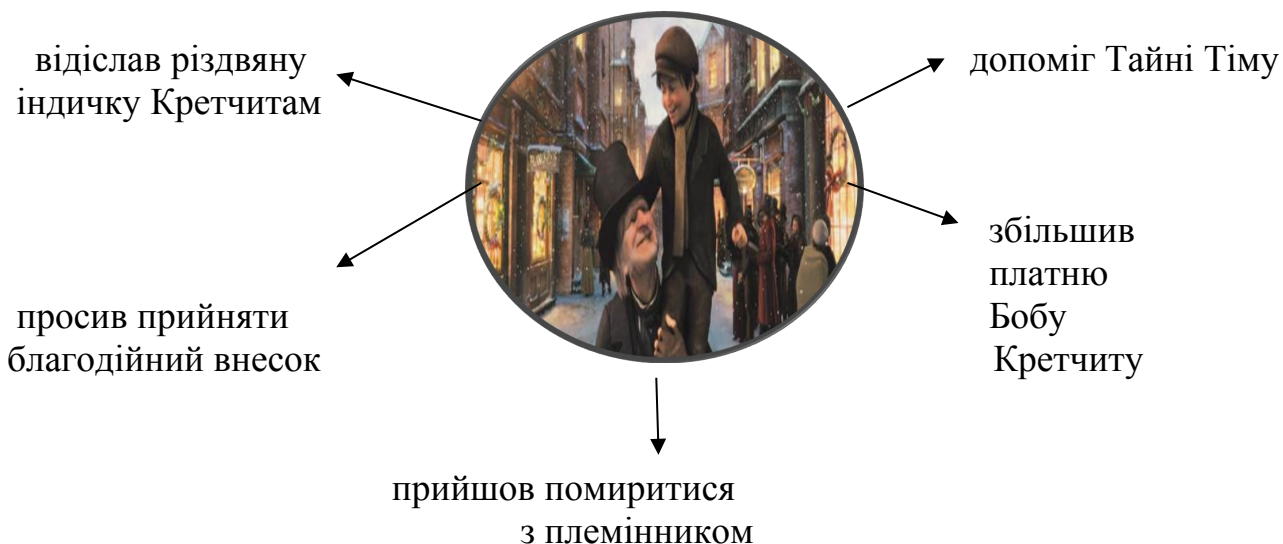 відіслав різдвяну
індичку Кретчитам
допоміг Тайні Тіму
просив прийняти
благодійний внесок
збільшив
платню
Бобу
Кретчиту
прийшов помиритися
з племінником